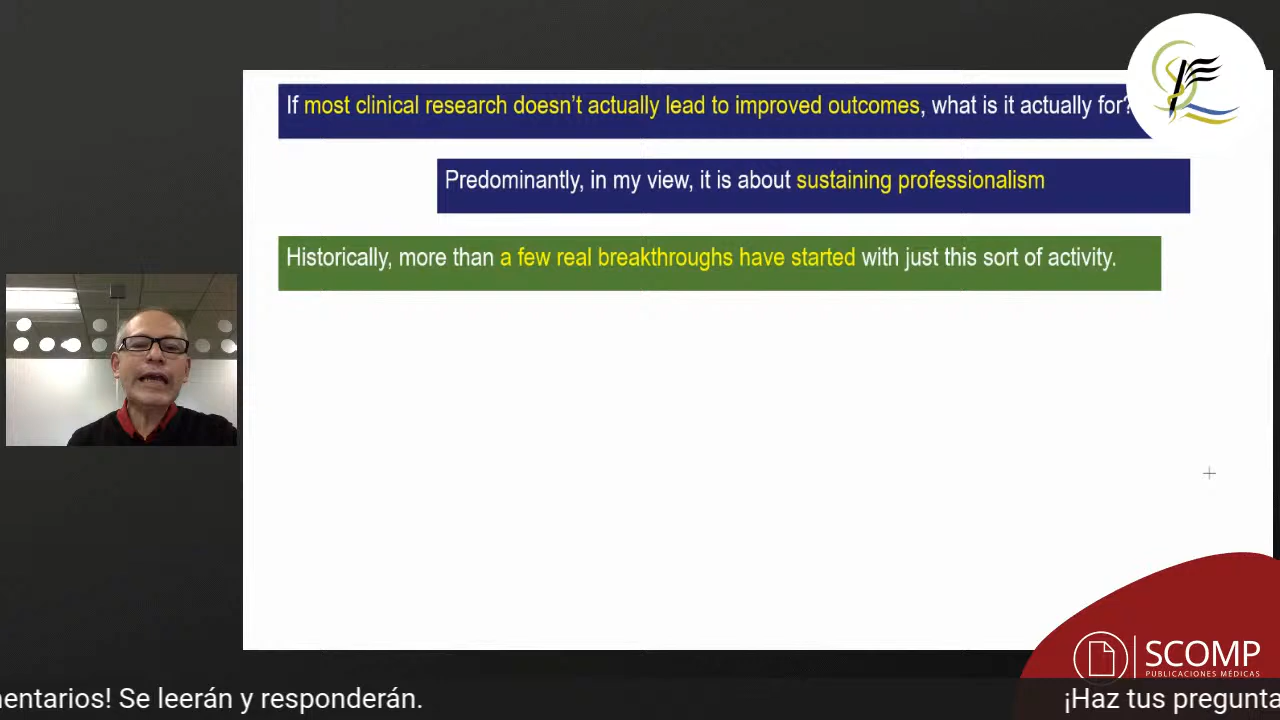 If most clinical research doesn’t actually lead to improved outcomes, what is it actually for?
Predominantly, in my view, it is about sustaining professionalism
Historically, more than a few real breakthroughs have started with just this sort of activity.
SCOMP
PUBLICACIONES MÉDICAS
mentarios! Se leerán y responderán.
¡Haz tus pregunta